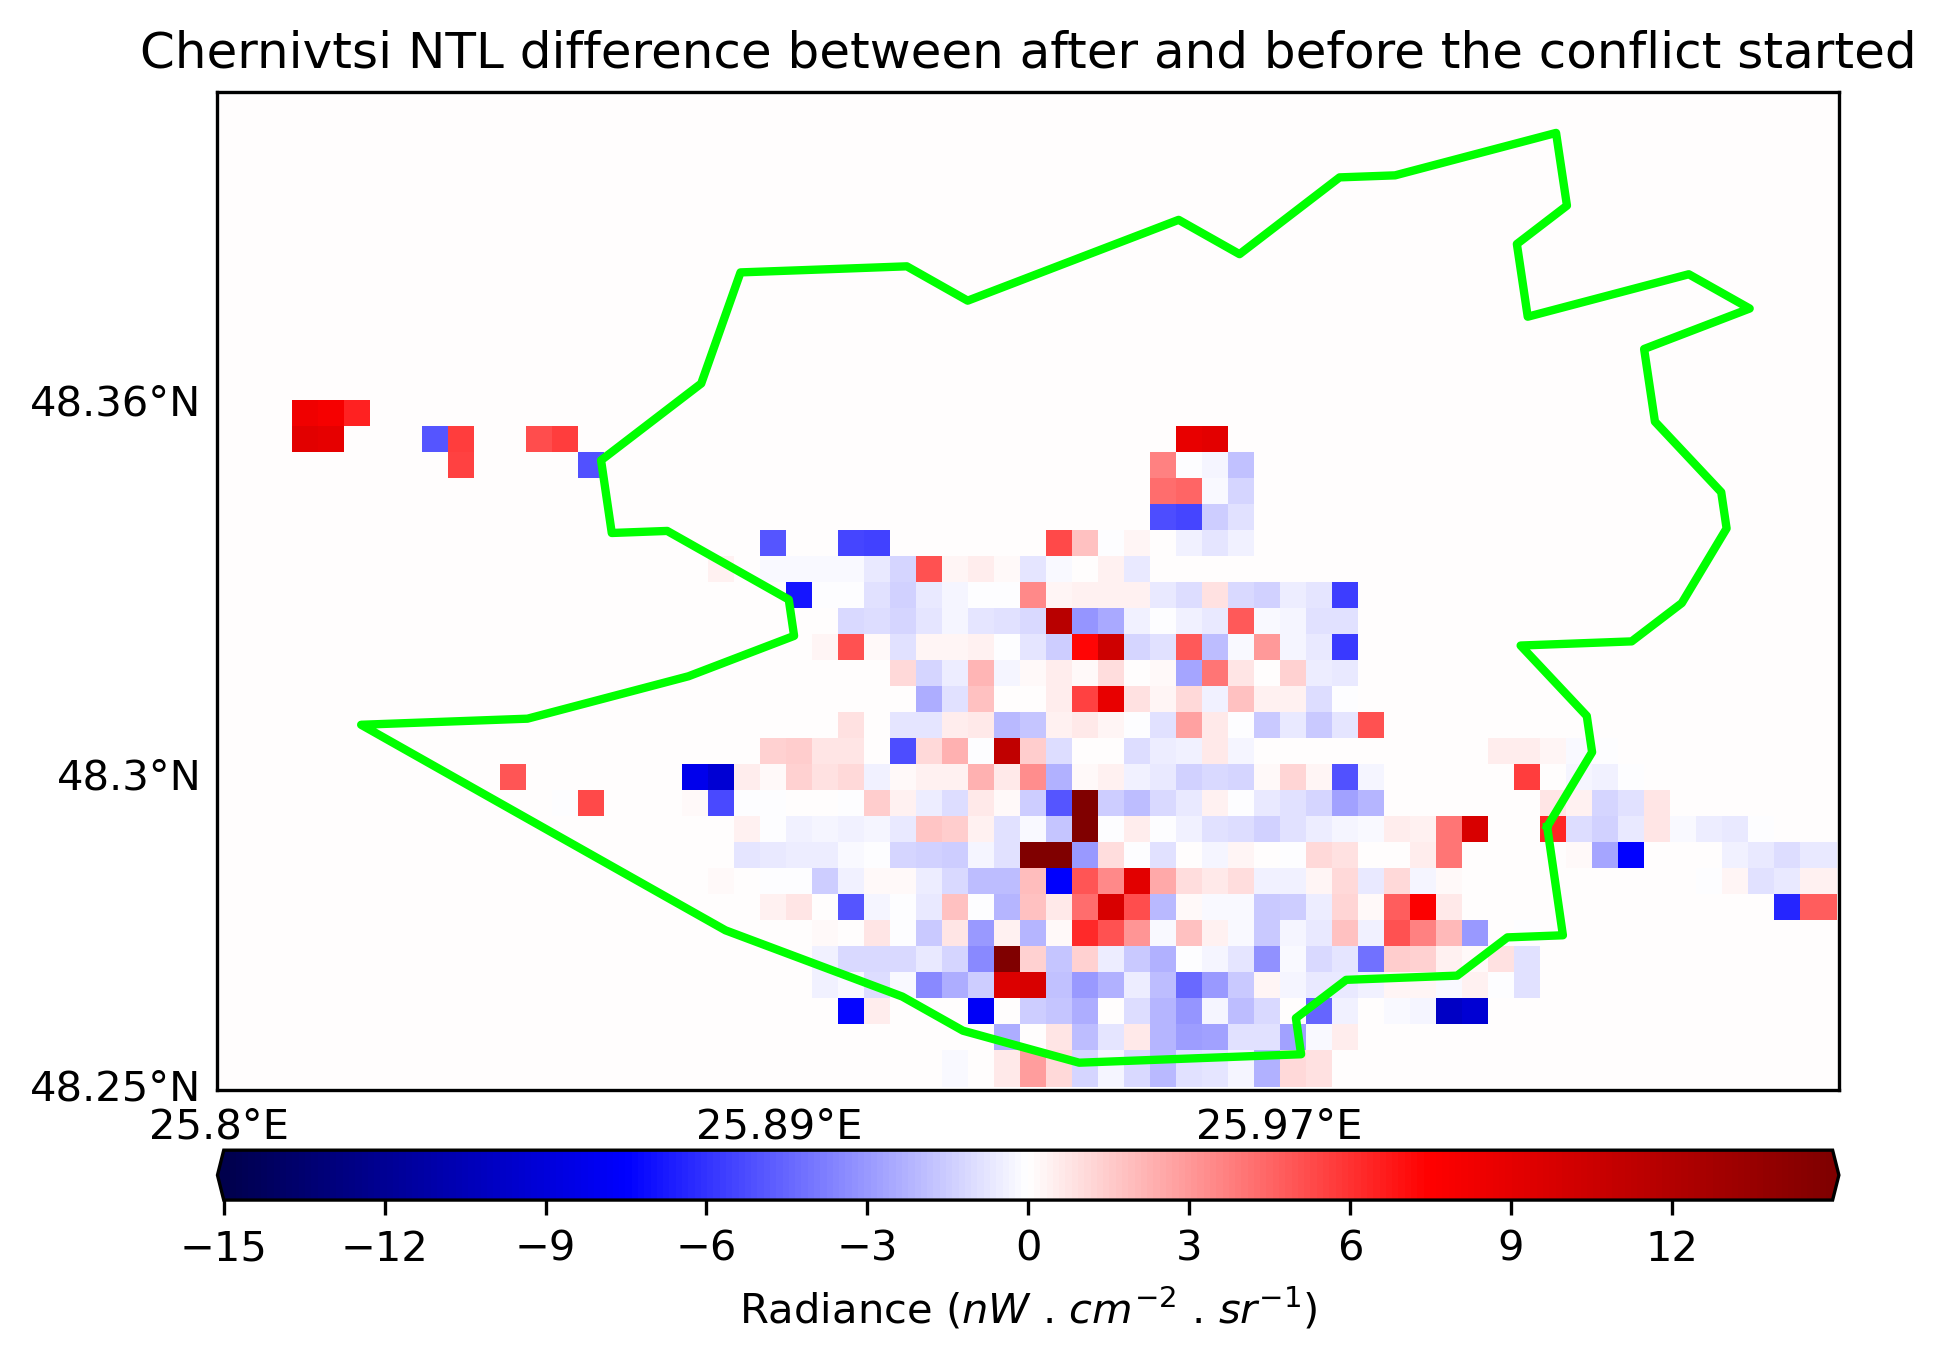 Chernivtsi NTL difference between after and before the conflict started
48.36°N
48.3°N
48.25°N
25.8°E 25.89°E 25.97°E
−15 −12 −9 −6 −3 0 3 6 9 12
Radiance (nW . cm⁻² . sr⁻¹)